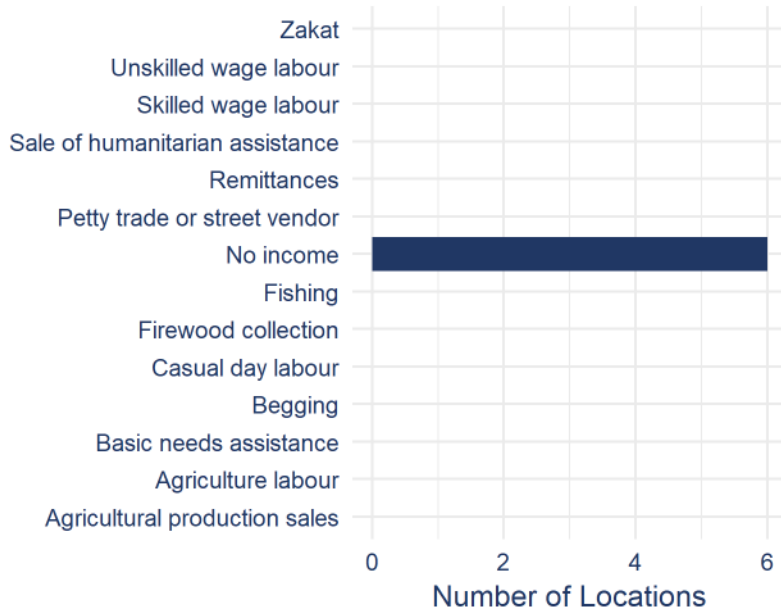 Zakat
Unskilled wage labour
Skilled wage labour
Sale of humanitarian assistance
Remittances
Petty trade or street vendor
No income
Fishing
Firewood collection
Casual day labour
Begging
Basic needs assistance
Agriculture labour
Agricultural production sales
0 2 4 6
Number of Locations